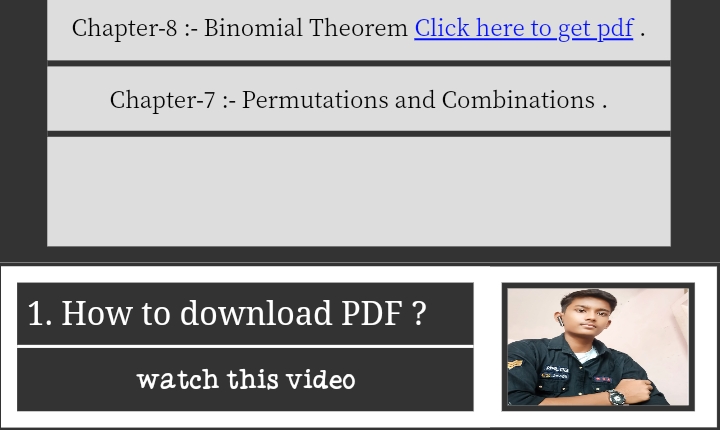 Chapter-8 :- Binomial Theorem Click here to get pdf .
Chapter-7 :- Permutations and Combinations .
1. How to download PDF ?
watch this video